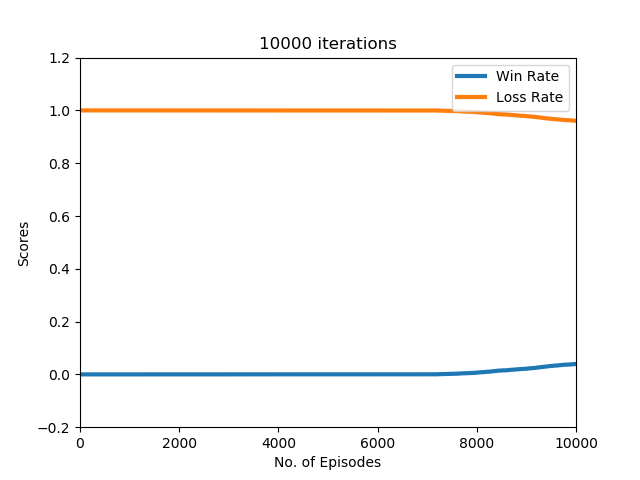 10000 iterations
Win Rate
Loss Rate
1.2
1.0
0.8
0.6
0.4
0.2
0.0
−0.2
Scores
0 2000 4000 6000 8000 10000
No. of Episodes